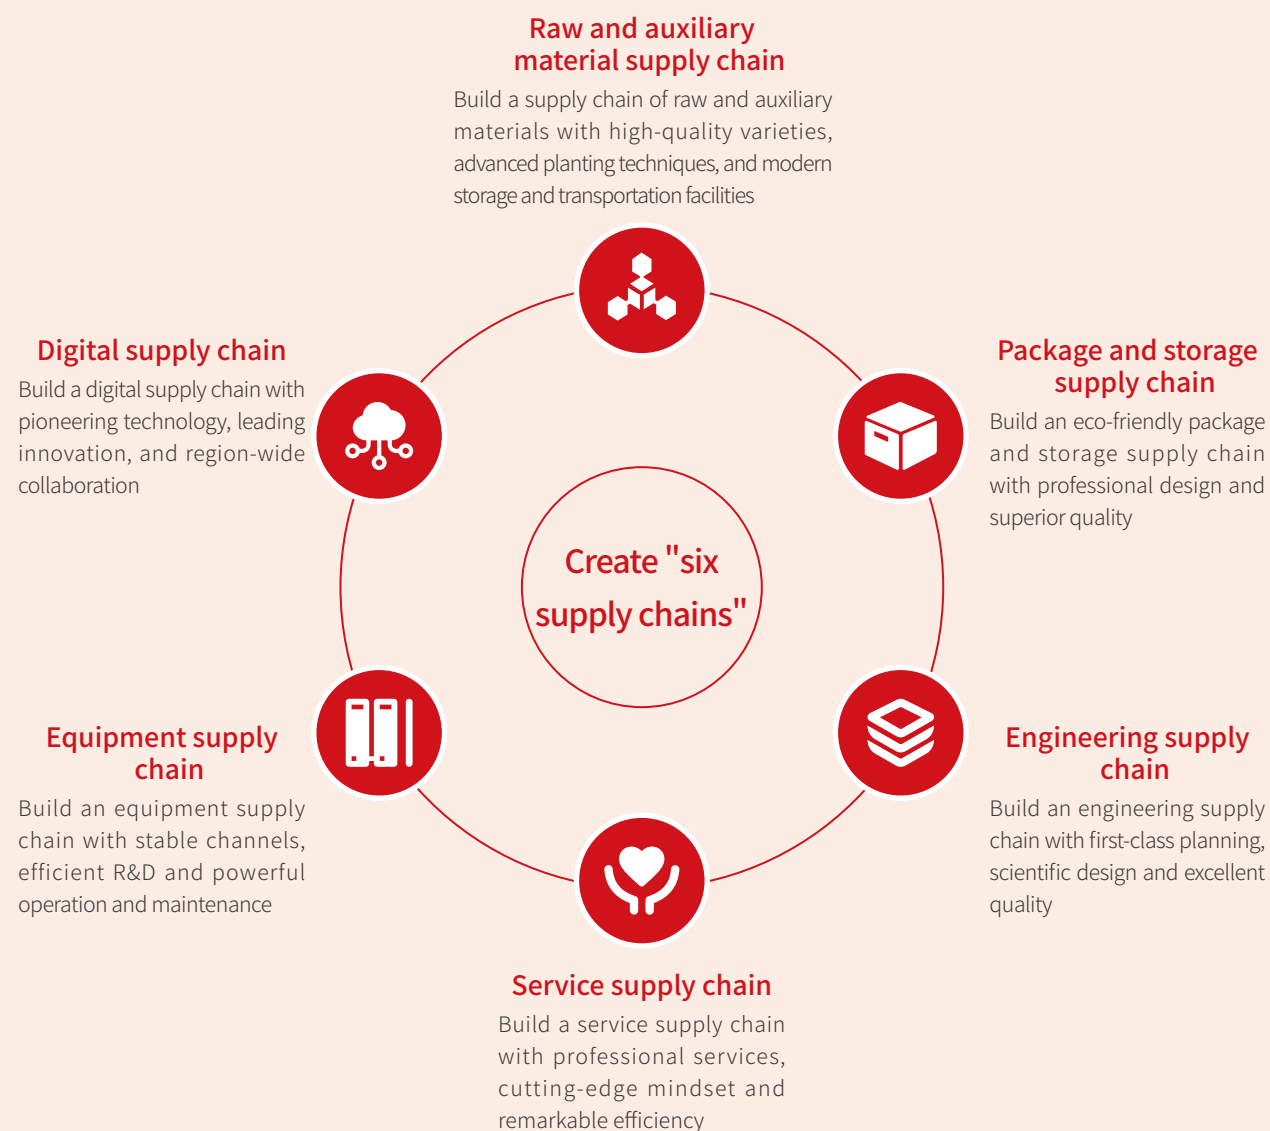 Raw and auxiliary
material supply chain
Build a supply chain of raw and auxiliary
materials with high-quality varieties,
advanced planting techniques, and modern
storage and transportation facilities
Digital supply chain
Build a digital supply chain with
pioneering technology, leading
innovation, and region-wide
collaboration
Package and storage
supply chain
Build an eco-friendly package
and storage supply chain
with professional design and
superior quality
Create "six
supply chains"
Equipment supply
chain
Build an equipment supply
chain with stable channels,
efficient R&D and powerful
operation and maintenance
Engineering supply
chain
Build an engineering supply
chain with first-class planning,
scientific design and excellent
quality
Service supply chain
Build a service supply chain
with professional services,
cutting-edge mindset and
remarkable efficiency